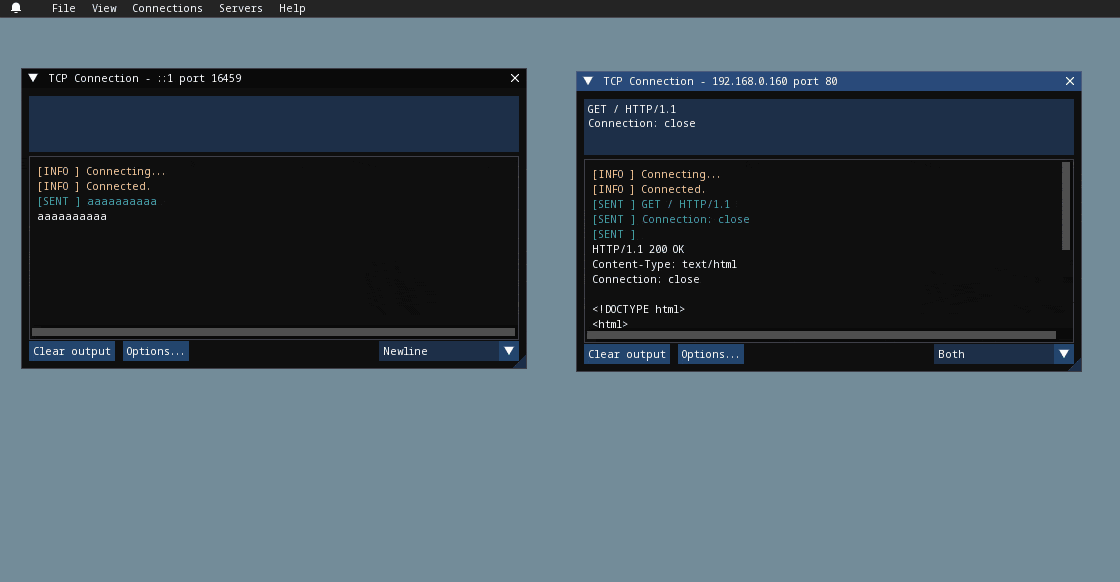 File View Connections Servers Help
TCP Connection - ::1 port 16459
[INFO ] Connecting...
[INFO ] Connected.
[SENT ] aaaaaaaaaa
aaaaaaaaaa
Clear output Options... Newline
TCP Connection - 192.168.0.160 port 80
GET / HTTP/1.1
Connection: close
[INFO ] Connecting...
[INFO ] Connected.
[SENT ] GET / HTTP/1.1
[SENT ] Connection: close
[SENT ]
HTTP/1.1 200 OK
Content-Type: text/html
Connection: close
<!DOCTYPE html>
<html>
Clear output Options... Both